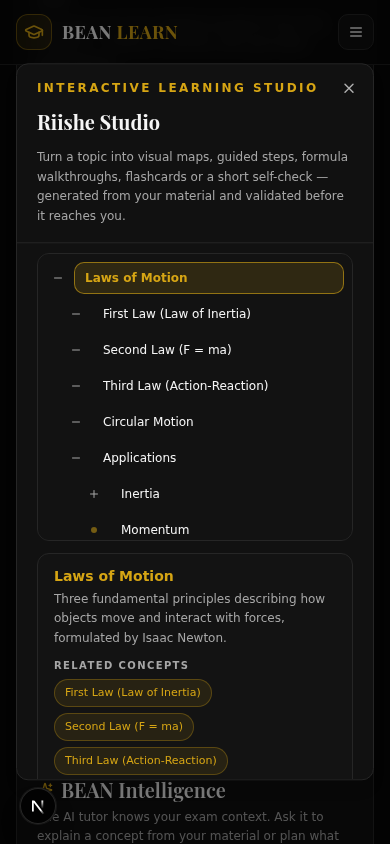 BEAN LEARN
INTERACTIVE LEARNING STUDIO
Riishe Studio
Turn a topic into visual maps, guided steps, formula
walkthroughs, flashcards or a short self-check —
generated from your material and validated before
it reaches you.
Laws of Motion
First Law (Law of Inertia)
Second Law (F = ma)
Third Law (Action-Reaction)
Circular Motion
Applications
Inertia
Momentum
Laws of Motion
Three fundamental principles describing how
objects move and interact with forces,
formulated by Isaac Newton.
RELATED CONCEPTS
First Law (Law of Inertia)
Second Law (F = ma)
Third Law (Action-Reaction)
BEAN Intelligence
N
AI tutor knows your exam context. Ask it to
explain a concept from your material or plan what